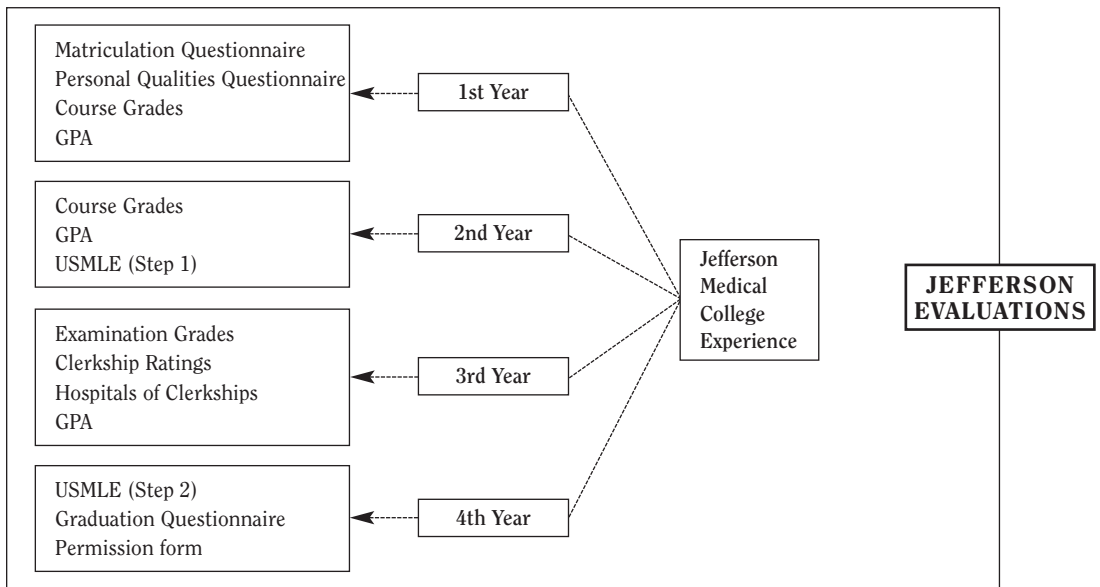 Matriculation Questionnaire
Personal Qualities Questionnaire
Course Grades
GPA
1st Year
Course Grades
GPA
USMLE (Step 1)
2nd Year
Examination Grades
Clerkship Ratings
Hospitals of Clerkships
GPA
3rd Year
USMLE (Step 2)
Graduation Questionnaire
Permission form
4th Year
Jefferson
Medical
College
Experience
JEFFERSON
EVALUATIONS